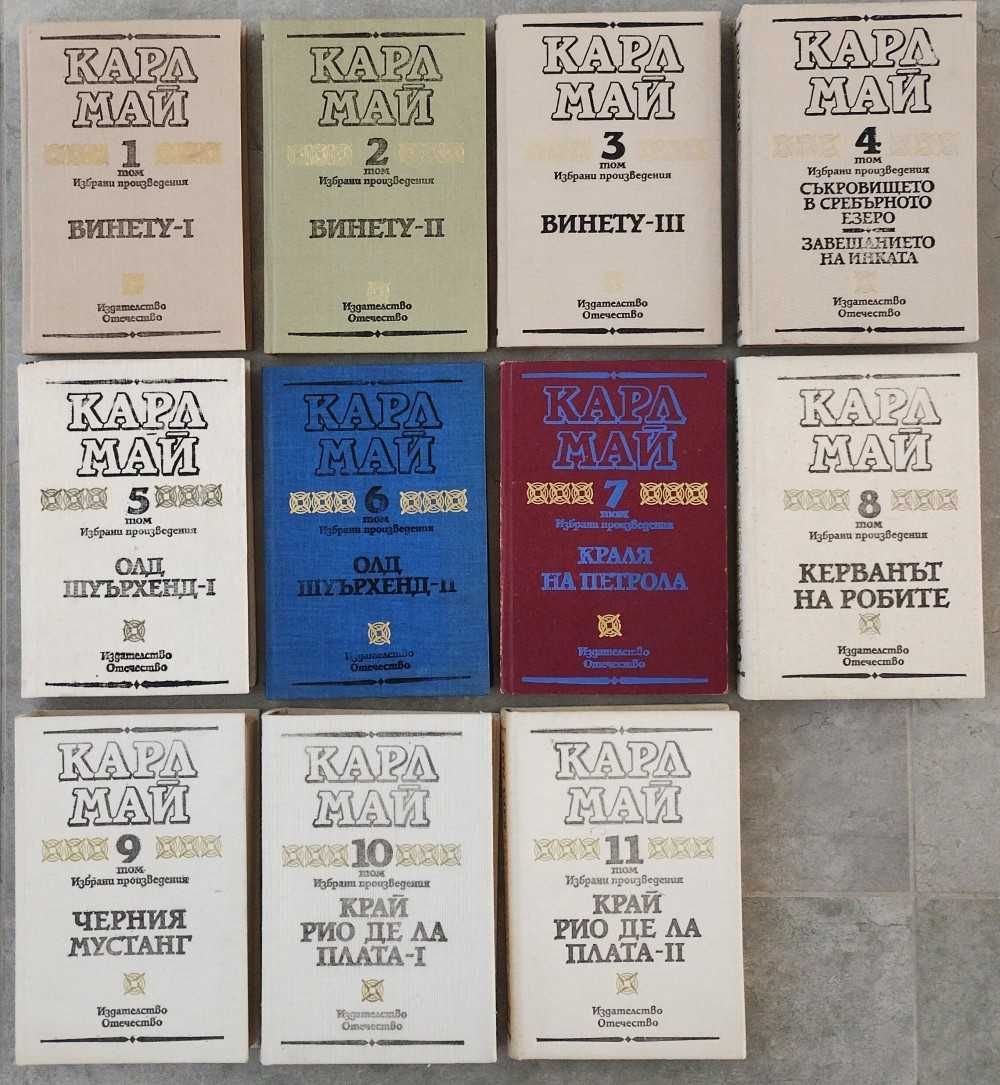 КАРЛ
МАЙ
1
том
Избрани произведения
ВИНЕТУ-I
Издателство
Отечество
КАРЛ
МАЙ
2
том
Избрани произведения
ВИНЕТУ-II
Издателство
Отечество
КАРЛ
МАЙ
3
том
Избрани произведения
ВИНЕТУ-III
Издателство
Отечество
КАРЛ
МАЙ
4
том
Избрани произведения
СЪКРОВИЩЕТО
В СРЕБЪРНОТО
ЕЗЕРО
ЗАВЕЩАНИЕТО
НА ИНКАТА
Издателство
Отечество
КАРЛ
МАЙ
5
том
Избрани произведения
ОЛД
ШУЪРХЕНД-I
Издателство
Отечество
КАРЛ
МАЙ
6
том
Избрани произведения
ОЛД
ШУЪРХЕНД-II
Издателство
Отечество
КАРЛ
МАЙ
7
том
Избрани произведения
КРАЛЯ
НА ПЕТРОЛА
Издателство
Отечество
КАРЛ
МАЙ
8
том
Избрани произведения
КЕРВАНЪТ
НА РОБИТЕ
Издателство
Отечество
КАРЛ
МАЙ
9
том
Избрани произведения
ЧЕРНИЯ
МУСТАНГ
Издателство
Отечество
КАРЛ
МАЙ
10
том
Избрани произведения
КРАЙ
РИО ДЕ ЛА
ПЛАТА-I
Издателство
Отечество
КАРЛ
МАЙ
11
том
Избрани произведения
КРАЙ
РИО ДЕ ЛА
ПЛАТА-II
Издателство
Отечество